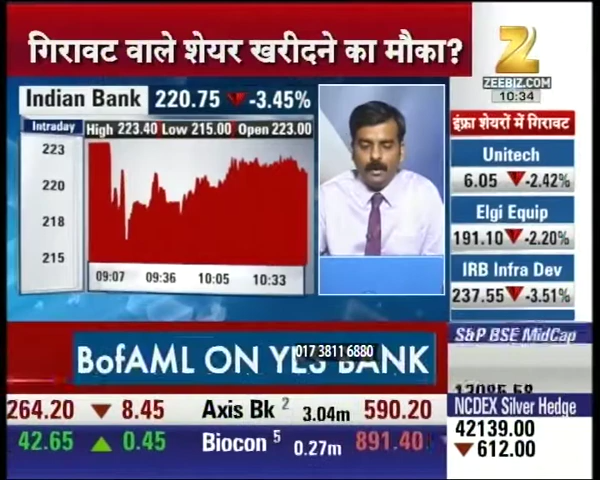 गिरावट वाले शेयर खरीदने का मौका?
Z
ZEEBIZ.COM
10:34
Indian Bank 220.75 -3.45%
Intraday High 223.40 Low 215.00 Open 223.00
223
220
218
215
09:07 09:36 10:05 10:33
इंफ्रा शेयरों में गिरावट
Unitech
6.05 -2.42%
Elgi Equip
191.10 -2.20%
IRB Infra Dev
237.55 -3.51%
BofAML ON YES BANK
017 3811 6880
S&P BSE MidCap
264.20 8.45 Axis Bk 2 3.04m 590.20
42.65 0.45 Biocon 5 0.27m 891.40
NCDEX Silver Hedge
42139.00
612.00